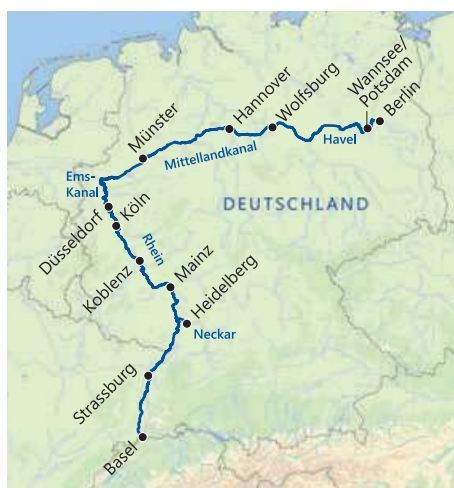 Wannsee/
Potsdam
Berlin
Wolfsburg
Hannover
Münster
Mittellandkanal
Havel
Ems-
Kanal
DEUTSCHLAND
Düsseldorf
Köln
Rhein
Koblenz
Mainz
Heidelberg
Neckar
Strassburg
Basel